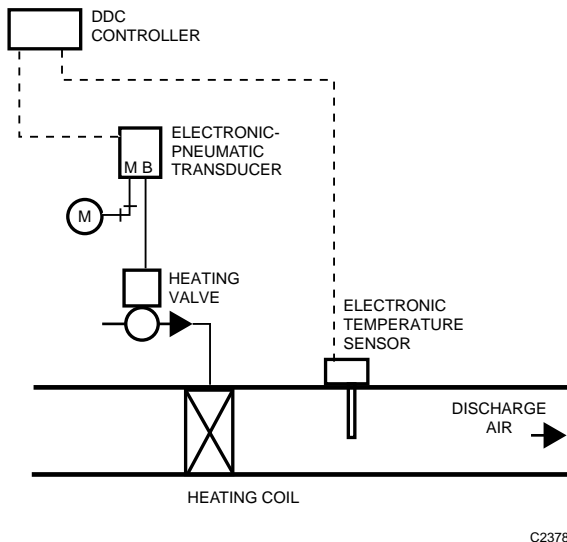 DDC
CONTROLLER
ELECTRONIC-
PNEUMATIC
TRANSDUCER
M B
M
HEATING
VALVE
ELECTRONIC
TEMPERATURE
SENSOR
DISCHARGE
AIR
HEATING COIL
C2378